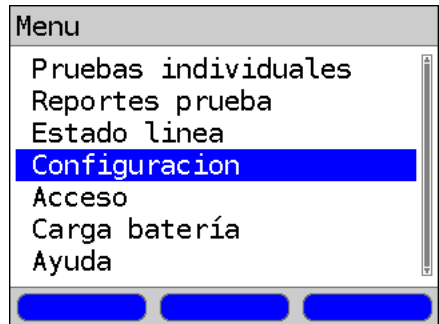 Menu
Pruebas individuales
Reportes prueba
Estado linea
Configuracion
Acceso
Carga batería
Ayuda